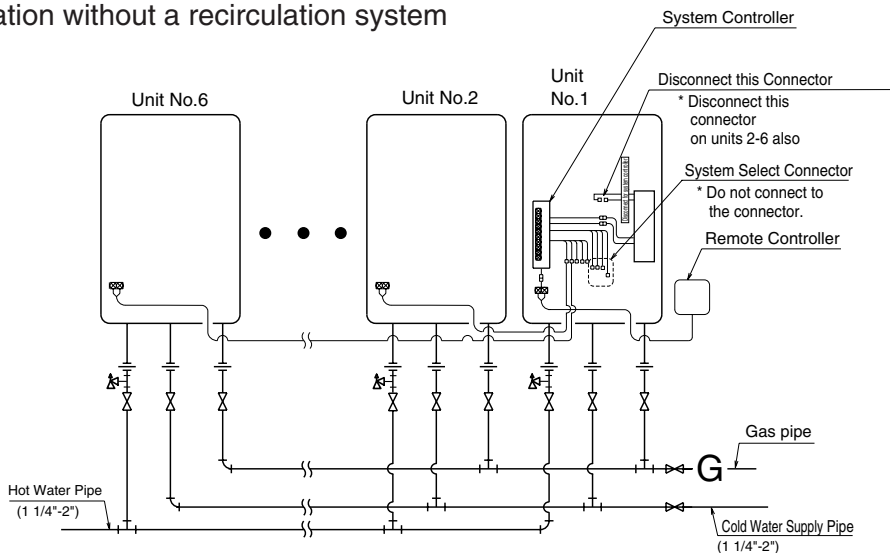 ation without a recirculation system
System Controller
Unit No.6
Unit No.2
Unit
No.1
Disconnect this Connector
* Disconnect this
connector
on units 2-6 also
System Select Connector
* Do not connect to
the connector.
Remote Controller
Gas pipe
G
Hot Water Pipe
(1 1/4"-2")
Cold Water Supply Pipe
(1 1/4"-2")